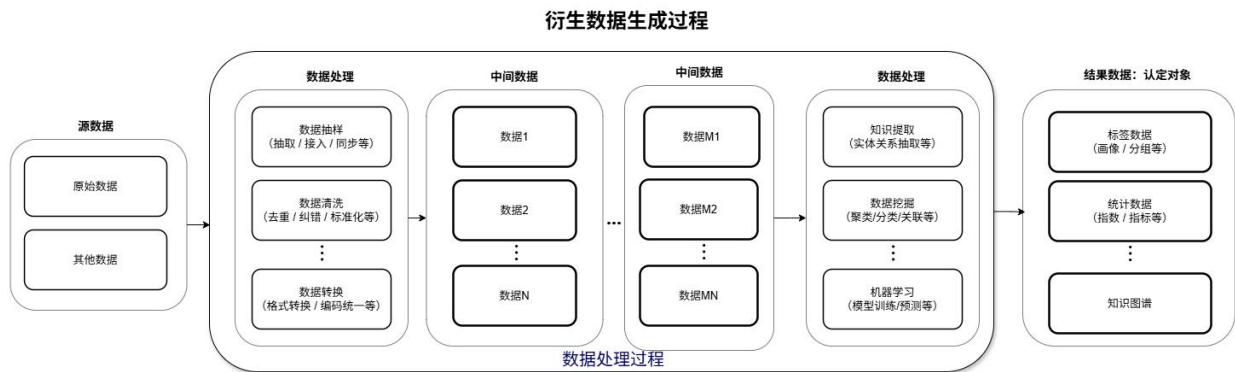 衍生数据生成过程
源数据
原始数据
其他数据
数据处理
数据抽样
（抽取 / 接入 / 同步等）
数据清洗
（去重 / 纠错 / 标准化等）
数据转换
（格式转换 / 编码统一等）
中间数据
数据1
数据2
数据N
...
中间数据
数据M1
数据M2
数据MN
数据处理
知识提取
（实体关系抽取等）
数据挖掘
（聚类/分类/关联等）
机器学习
（模型训练/预测等）
数据处理过程
结果数据：认定对象
标签数据
（画像 / 分组等）
统计数据
（指数 / 指标等）
知识图谱